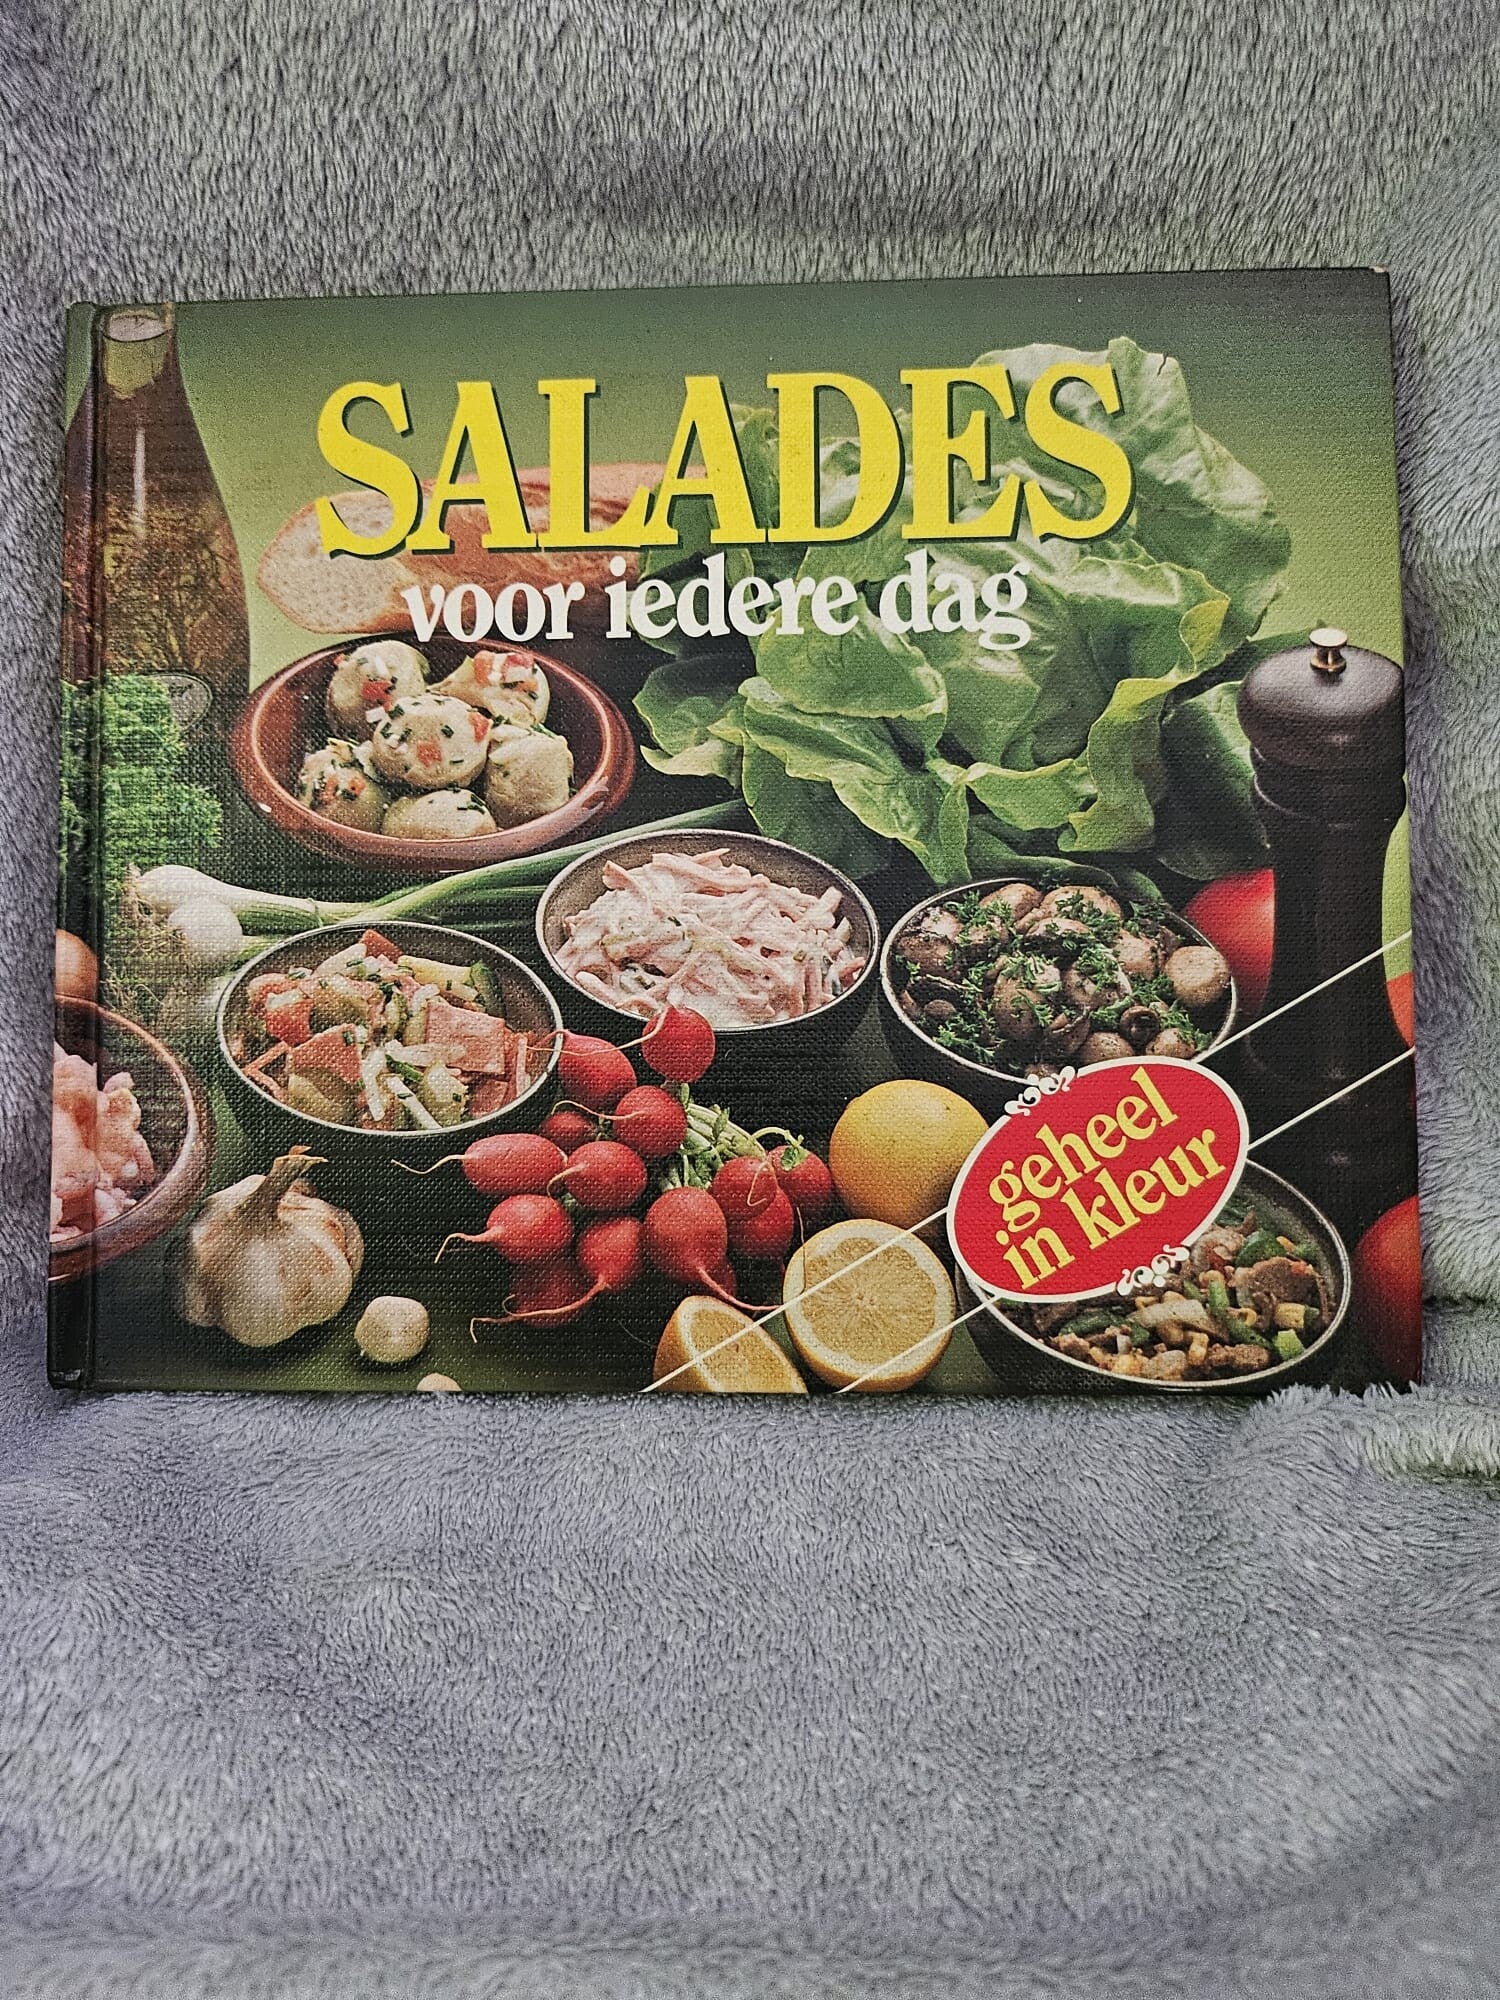 SALADES
voor iedere dag
geheel
in kleur